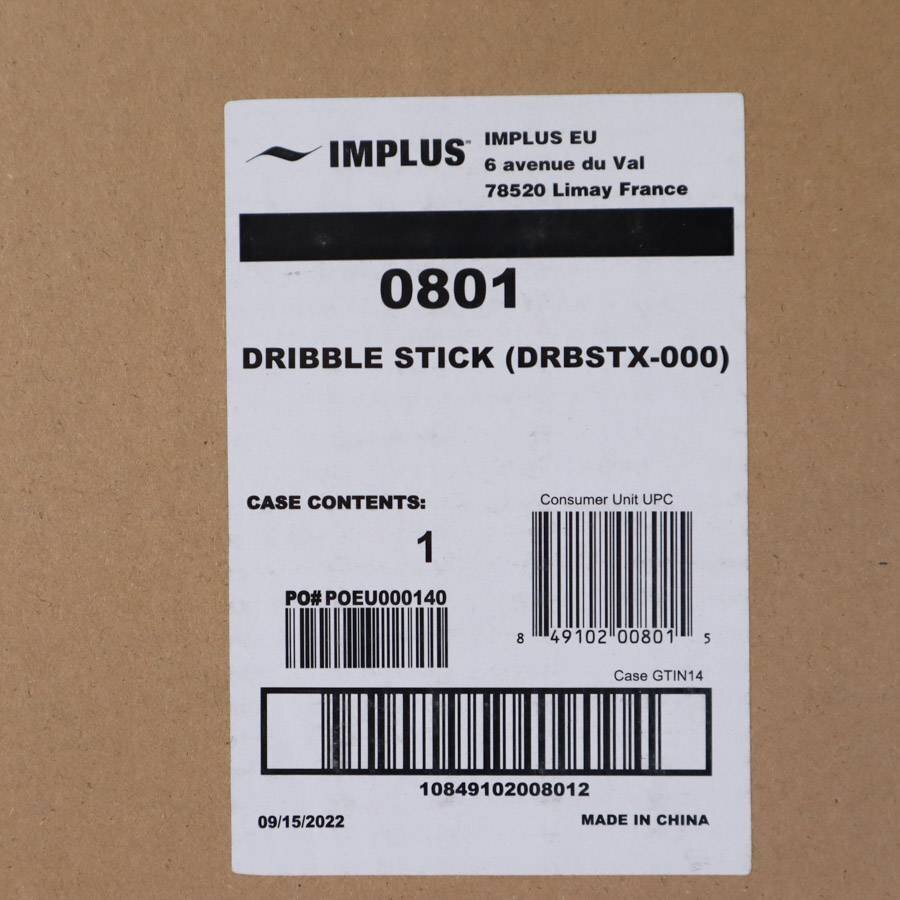 IMPLUS™
IMPLUS EU
6 avenue du Val
78520 Limay France
0801
DRIBBLE STICK (DRBSTX-000)
CASE CONTENTS:
1
PO# POEU000140
Consumer Unit UPC
8 49102 00801 5
Case GTIN14
10849102008012
09/15/2022
MADE IN CHINA